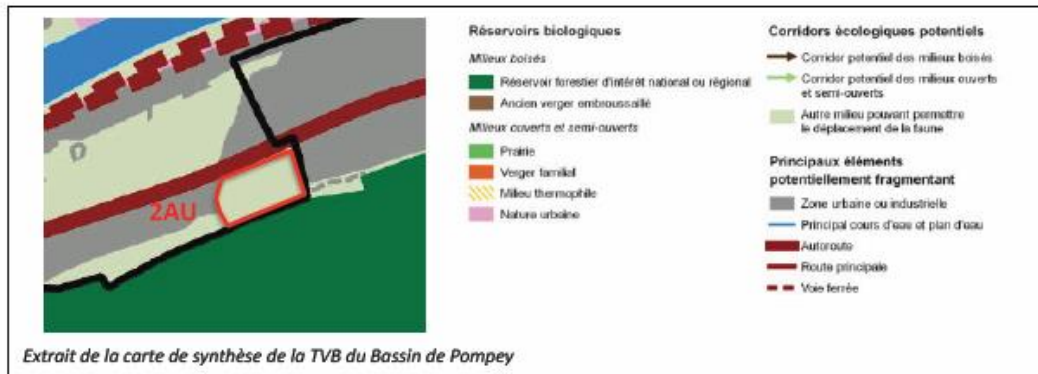 2AU
Extrait de la carte de synthèse de la TVB du Bassin de Pompey
Réservoirs biologiques
Milieux boisés
Réservoir forestier d'intérêt national ou régional
Ancien verger embroussaillé
Milieux ouverts et semi-ouverts
Prairie
Verger familial
Milieu thermophile
Nature urbaine
Corridors écologiques potentiels
Corridor potentiel des milieux boisés
Corridor potentiel des milieux ouverts
et semi-ouverts
Autre milieu pouvant permettre
le déplacement de la faune
Principaux éléments
potentiellement fragmentant
Zone urbaine ou industrielle
Principal cours d'eau et plan d'eau
Autoroute
Route principale
Voie ferrée